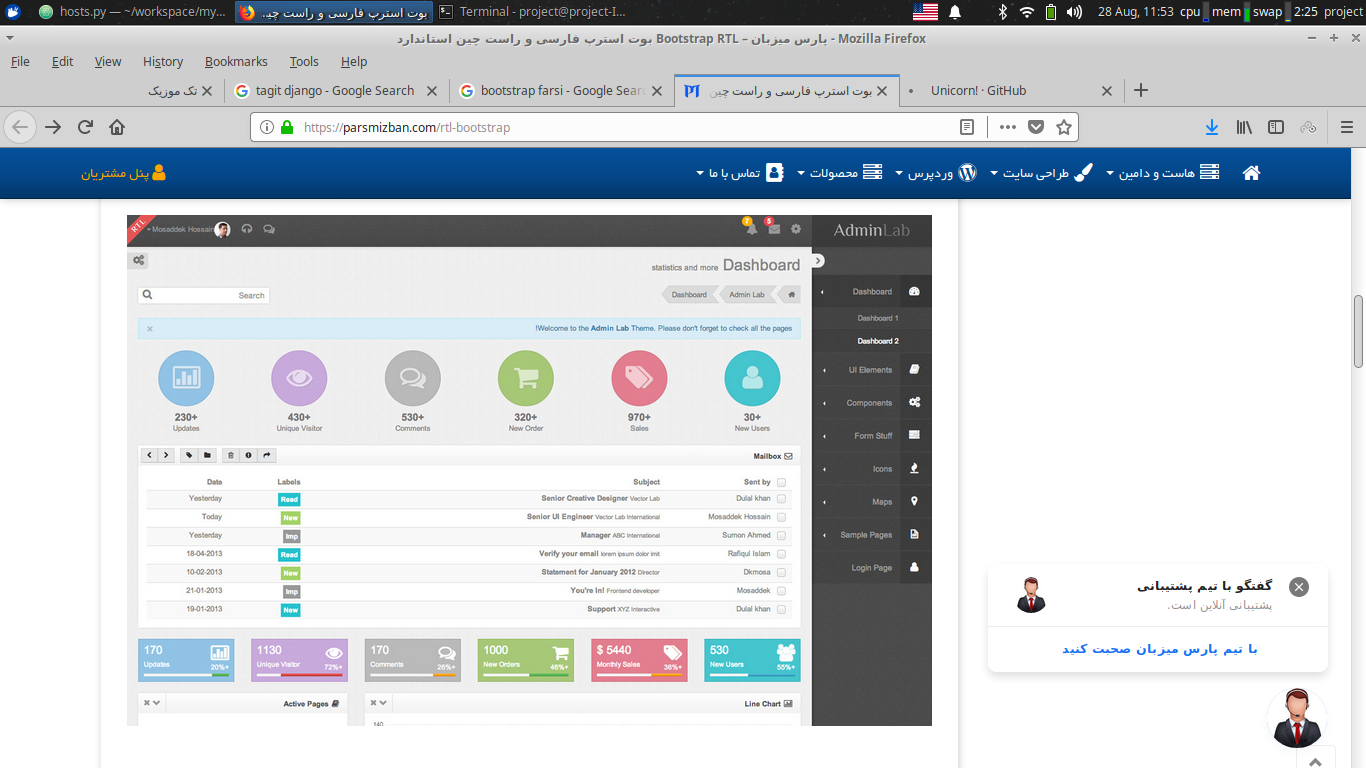 hosts.py — ~/workspace/my...
بوت استرپ فارسی و راست چین...
Terminal - project@project-I...
28 Aug, 11:53 cpu mem swap 2:25 project
بوت استرپ فارسی و راست چین استاندارد Bootstrap RTL – پارس میزبان - Mozilla Firefox
File Edit View History Bookmarks Tools Help
تک موزیک
tagit django - Google Search
bootstrap farsi - Google Searc
بوت استرپ فارسی و راست چین
Unicorn! · GitHub
https://parsmizban.com/rtl-bootstrap
هاست و دامین
طراحی سایت
وردپرس
محصولات
تماس با ما
پنل مشتریان
RTL
Mosaddek Hossain
7
5
AdminLab
statistics and more Dashboard
Search
Dashboard Admin Lab
!Welcome to the Admin Lab Theme. Please don't forget to check all the pages
Dashboard
Dashboard 1
Dashboard 2
UI Elements
Components
Form Stuff
Icons
Maps
Sample Pages
Login Page
230+ 430+ 530+ 320+ 970+ 30+
Updates Unique Visitor Comments New Order Sales New Users
Mailbox
Date Labels Subject Sent by
Yesterday Read Senior Creative Designer Vector Lab Dulal khan
Today New Senior UI Engineer Vector Lab International Mosaddek Hossain
Yesterday Imp Manager ABC International Sumon Ahmed
18-04-2013 Read Verify your email lorem ipsum dolor imit Rafiqul Islam
10-02-2013 New Statement for January 2012 Director Dkmosa
21-01-2013 Imp You're In! Frontend developer Mosaddek
19-01-2013 New Support XYZ Interactive Dulal khan
170 1130 170 1000 $ 5440 530
Updates 20%+ Unique Visitor 72%+ Comments 26%+ New Orders 46%+ Monthly Sales 36%+ New Users 55%+
Active Pages
Line Chart
140
گفتگو با تیم پشتیبانی
پشتیبانی آنلاین است.
با تیم پارس میزبان صحبت کنید